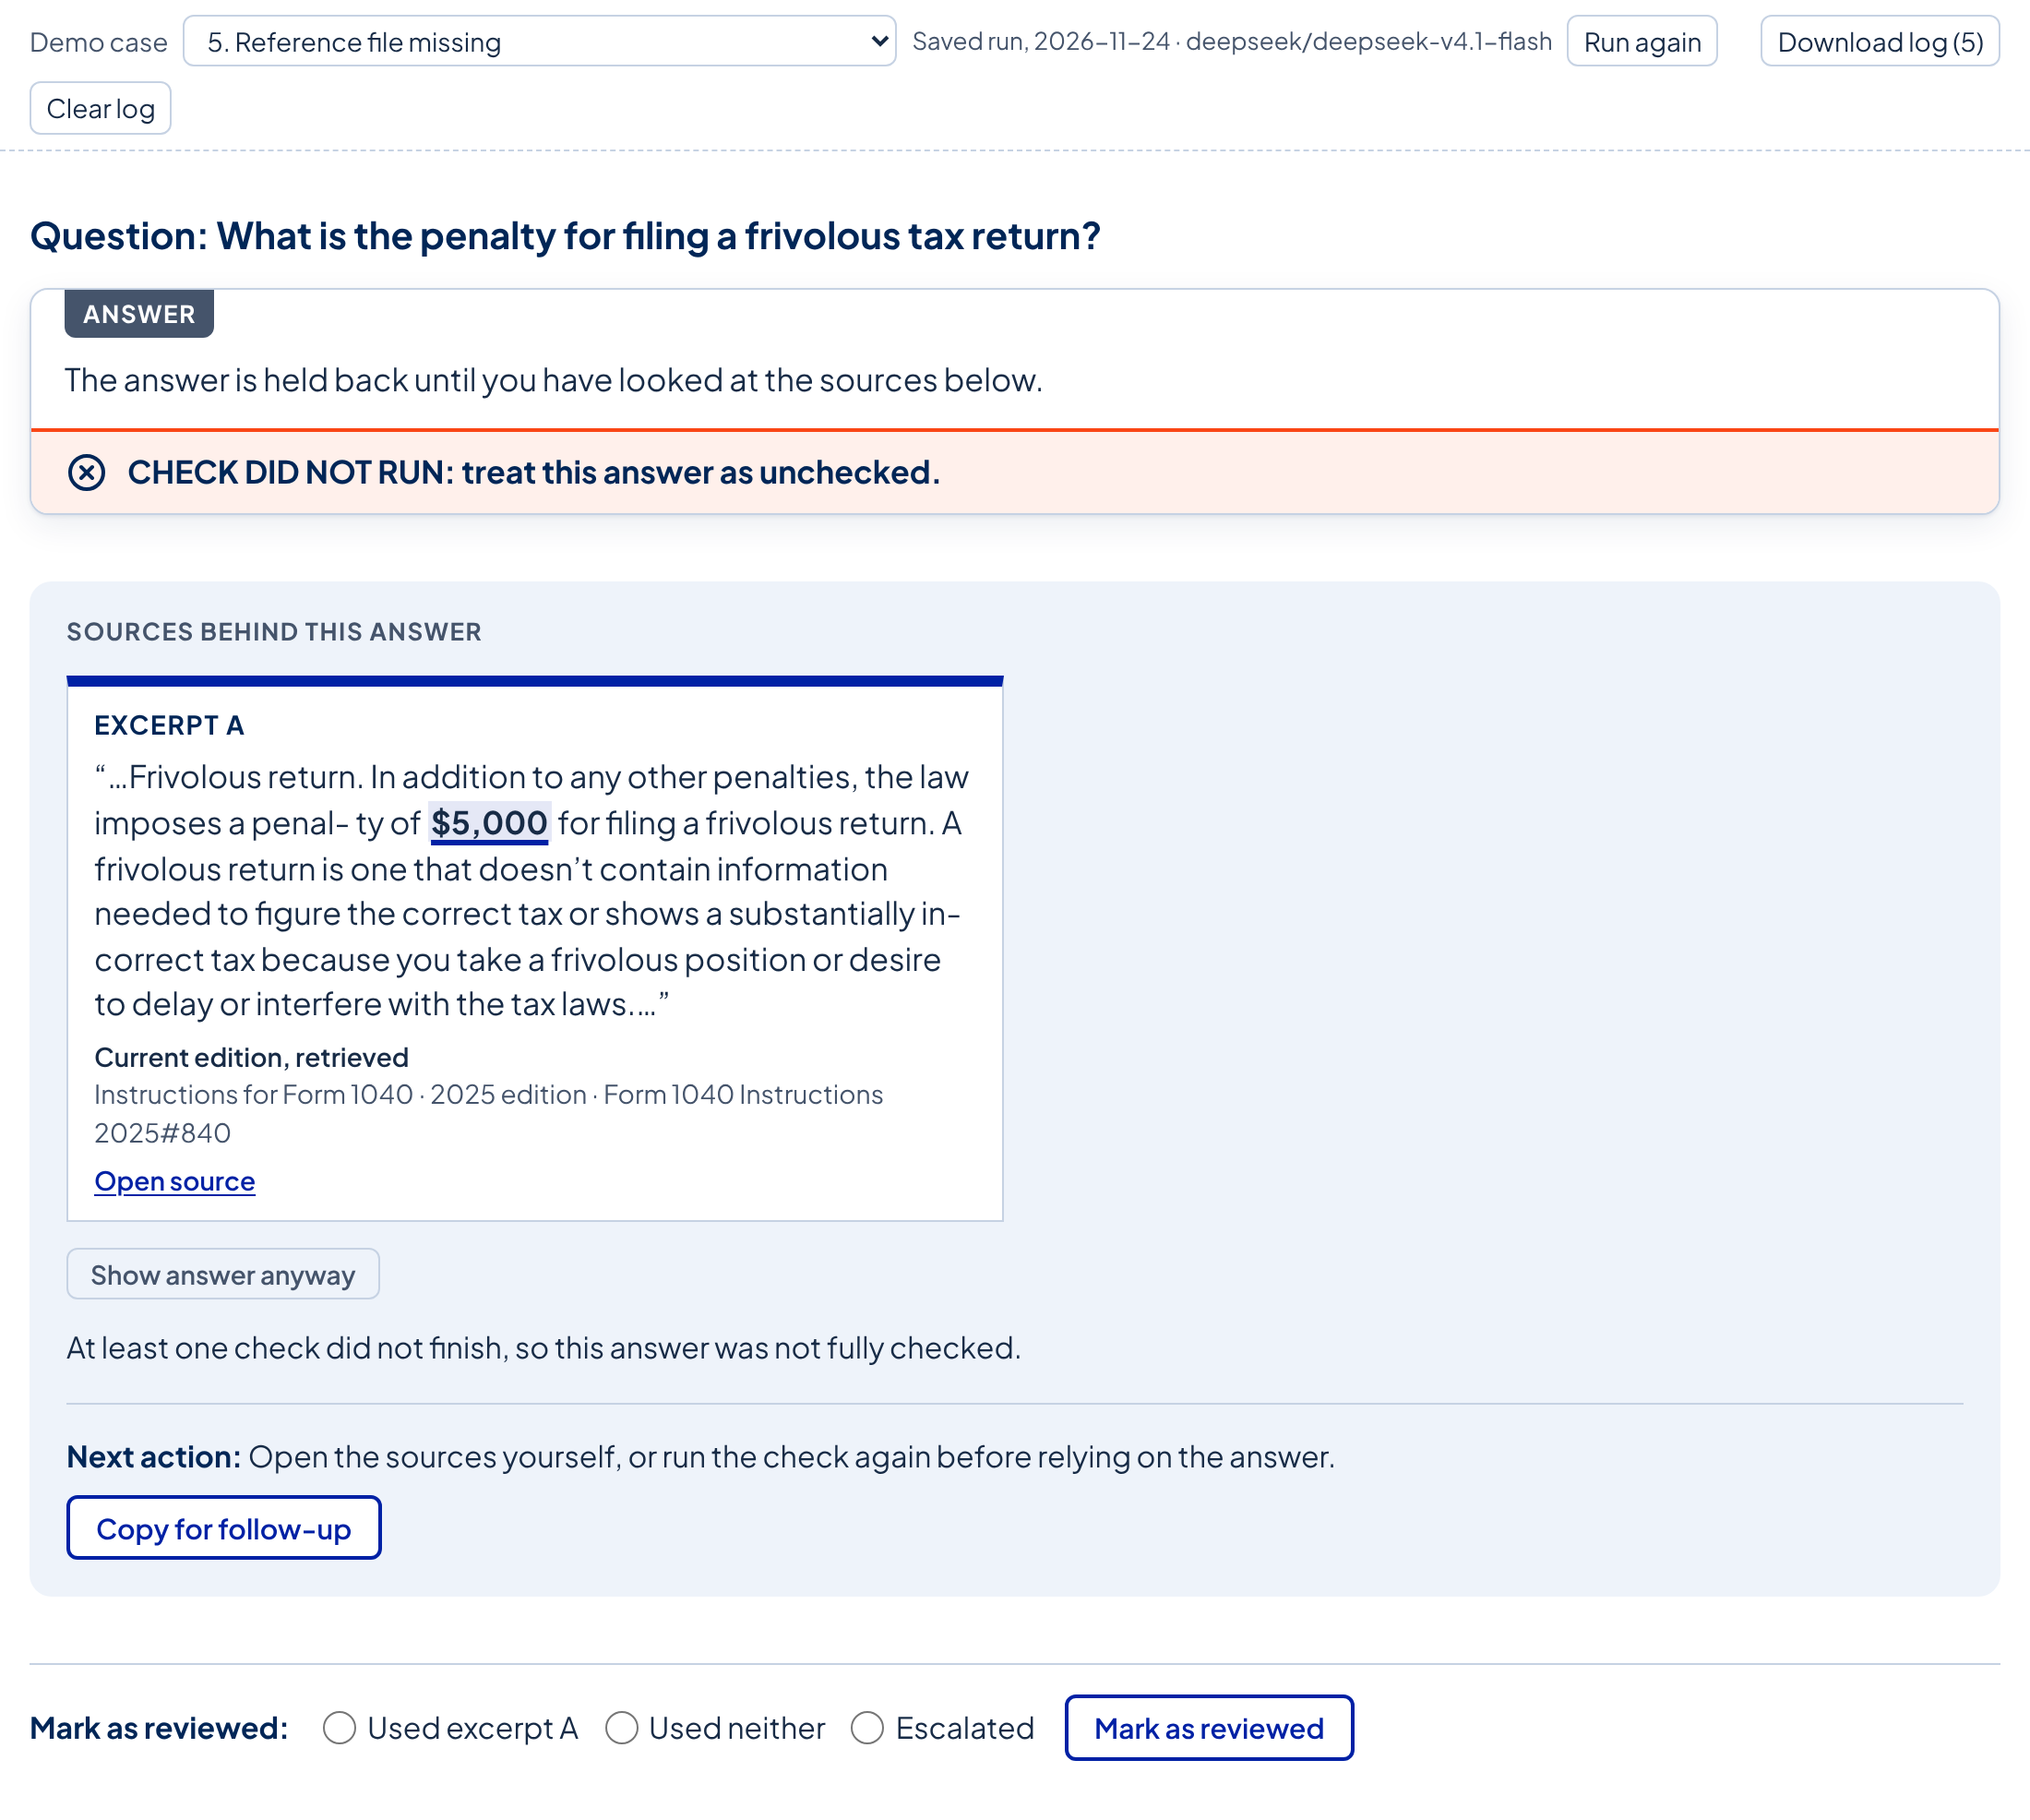 Demo case
5. Reference file missing
Saved run, 2026-11-24 · deepseek/deepseek-v4.1-flash
Run again
Download log (5)
Clear log
Question: What is the penalty for filing a frivolous tax return?
ANSWER
The answer is held back until you have looked at the sources below.
CHECK DID NOT RUN: treat this answer as unchecked.
SOURCES BEHIND THIS ANSWER
EXCERPT A
“…Frivolous return. In addition to any other penalties, the law
imposes a penal- ty of $5,000 for filing a frivolous return. A
frivolous return is one that doesn’t contain information
needed to figure the correct tax or shows a substantially in-
correct tax because you take a frivolous position or desire
to delay or interfere with the tax laws.…”
Current edition, retrieved
Instructions for Form 1040 · 2025 edition · Form 1040 Instructions
2025#840
Open source
Show answer anyway
At least one check did not finish, so this answer was not fully checked.
Next action: Open the sources yourself, or run the check again before relying on the answer.
Copy for follow-up
Mark as reviewed:
Used excerpt A
Used neither
Escalated
Mark as reviewed